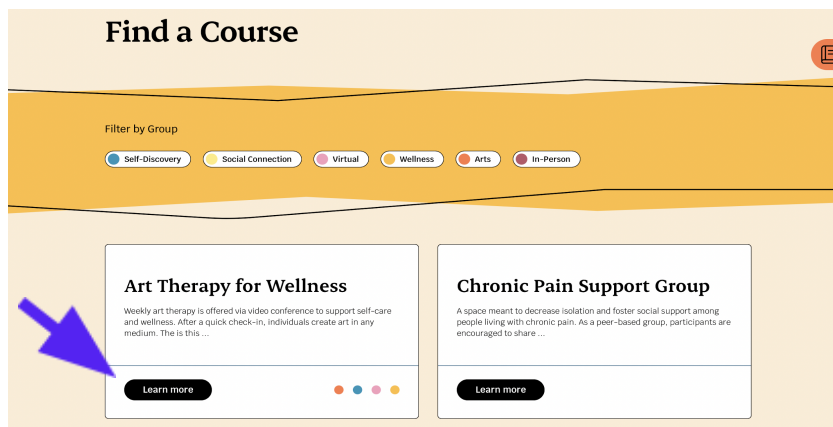 Find a Course
Filter by Group
Self-Discovery
Social Connection
Virtual
Wellness
Arts
In-Person
Art Therapy for Wellness
Weekly art therapy is offered via video conference to support self-care
and wellness. After a quick check-in, individuals create art in any
medium. The is this ...
Learn more
Chronic Pain Support Group
A space meant to decrease isolation and foster social support among
people living with chronic pain. As a peer-based group, participants are
encouraged to share ...
Learn more